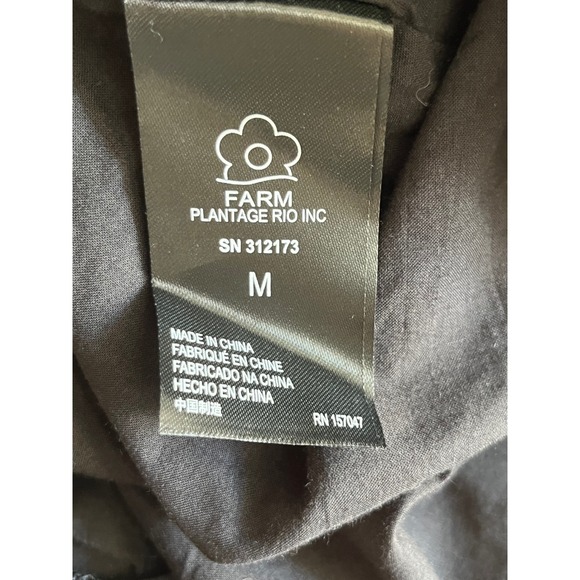 FARM
PLANTAGE RIO INC
SN 312173
M
MADE IN CHINA
FABRIQUÉ EN CHINE
FABRICADO NA CHINA
HECHO EN CHINA
中国制造
RN 157047